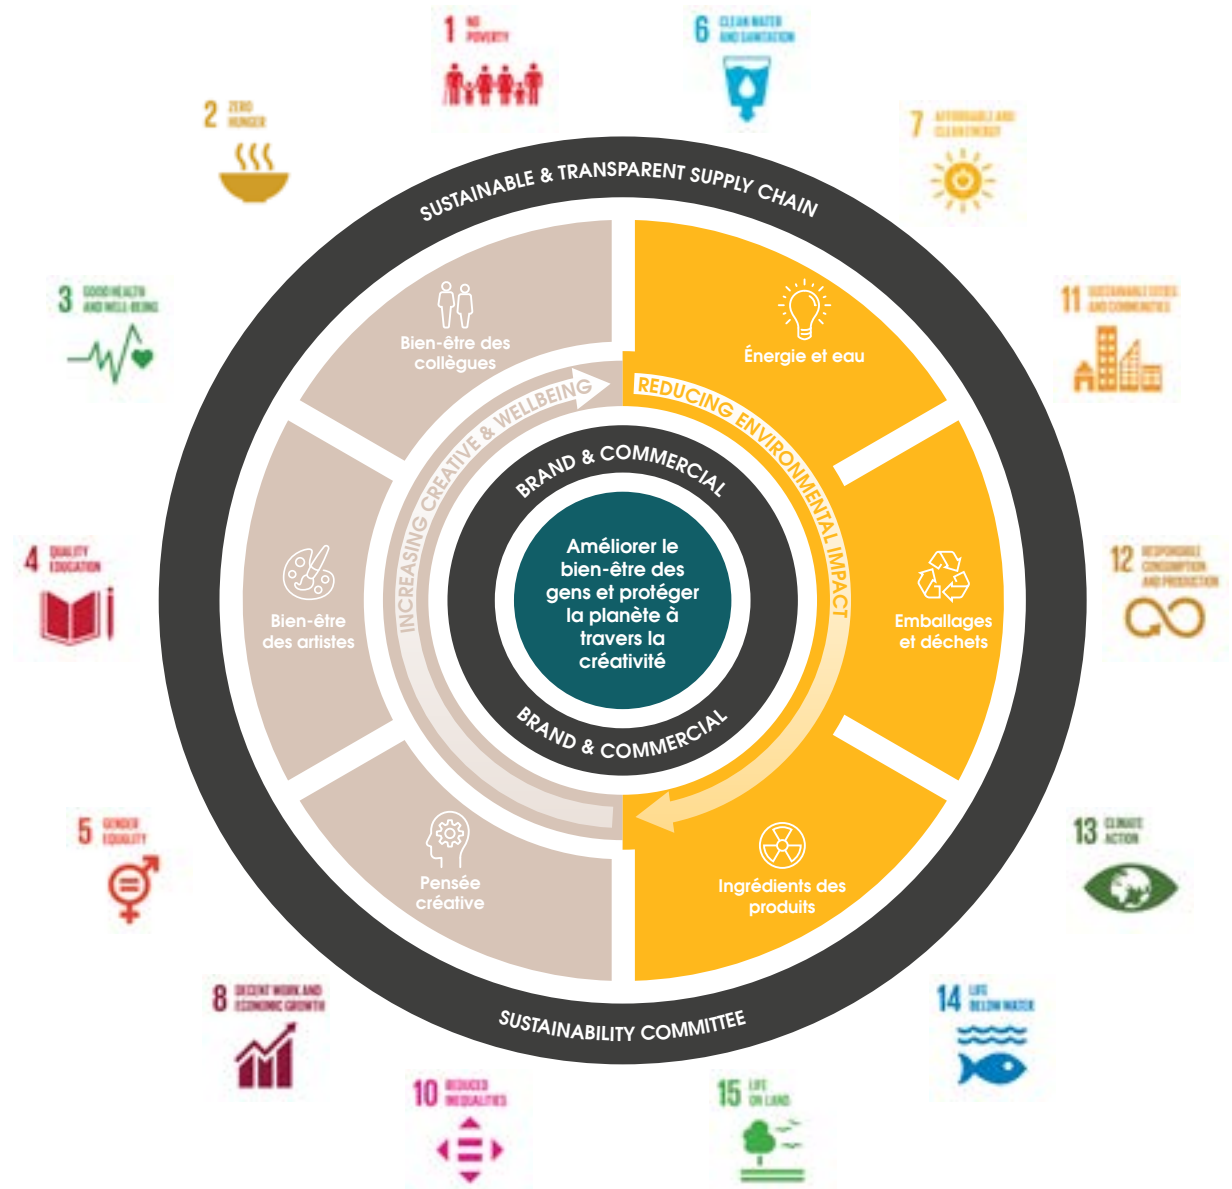 1 NO
POVERTY
6 CLEAN WATER
AND SANITATION
2 ZERO
HUNGER
7 AFFORDABLE AND
CLEAN ENERGY
3 GOOD HEALTH
AND WELL-BEING
11 SUSTAINABLE CITIES
AND COMMUNITIES
4 QUALITY
EDUCATION
12 RESPONSIBLE
CONSUMPTION
AND PRODUCTION
5 GENDER
EQUALITY
13 CLIMATE
ACTION
8 DECENT WORK AND
ECONOMIC GROWTH
14 LIFE
BELOW WATER
10 REDUCED
INEQUALITIES
15 LIFE
ON LAND
SUSTAINABLE & TRANSPARENT SUPPLY CHAIN
Bien-être des
collègues
Énergie et eau
INCREASING CREATIVE & WELLBEING
REDUCING ENVIRONMENTAL IMPACT
BRAND & COMMERCIAL
Améliorer le
bien-être des
gens et protéger
la planète à
travers la
créativité
BRAND & COMMERCIAL
Bien-être
des artistes
Emballages
et déchets
Pensée
créative
Ingrédients des
produits
SUSTAINABILITY COMMITTEE